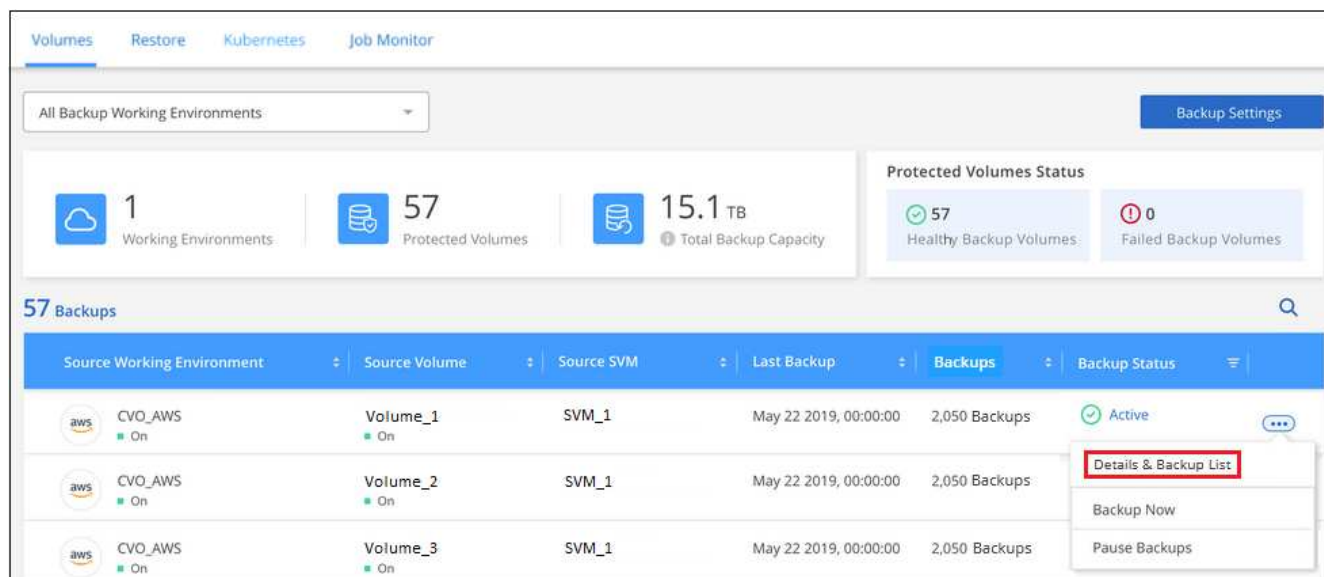 Volumes Restore Kubernetes Job Monitor
All Backup Working Environments
Backup Settings
1
Working Environments
57
Protected Volumes
15.1 TB
Total Backup Capacity
Protected Volumes Status
57
Healthy Backup Volumes
0
Failed Backup Volumes
57 Backups
Source Working Environment Source Volume Source SVM Last Backup Backups Backup Status
aws CVO_AWS Volume_1 SVM_1 May 22 2019, 00:00:00 2,050 Backups Active
On On
Details & Backup List
aws CVO_AWS Volume_2 SVM_1 May 22 2019, 00:00:00 2,050 Backups
On On
Backup Now
aws CVO_AWS Volume_3 SVM_1 May 22 2019, 00:00:00 2,050 Backups
On On
Pause Backups